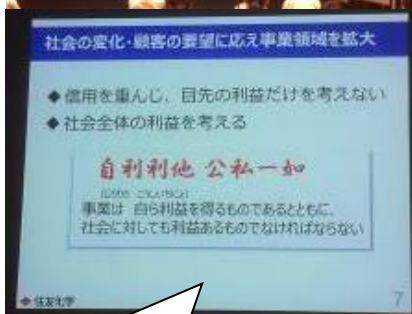 社会の変化・顧客の要望に応え事業領域を拡大
◆信用を重んじ、目先の利益だけを考えない
◆社会全体の利益を考える
自利利他 公私一如
事業は 自ら利益を得るものであるとともに、
社会に対しても利益あるものでなければならない
住友化学
7